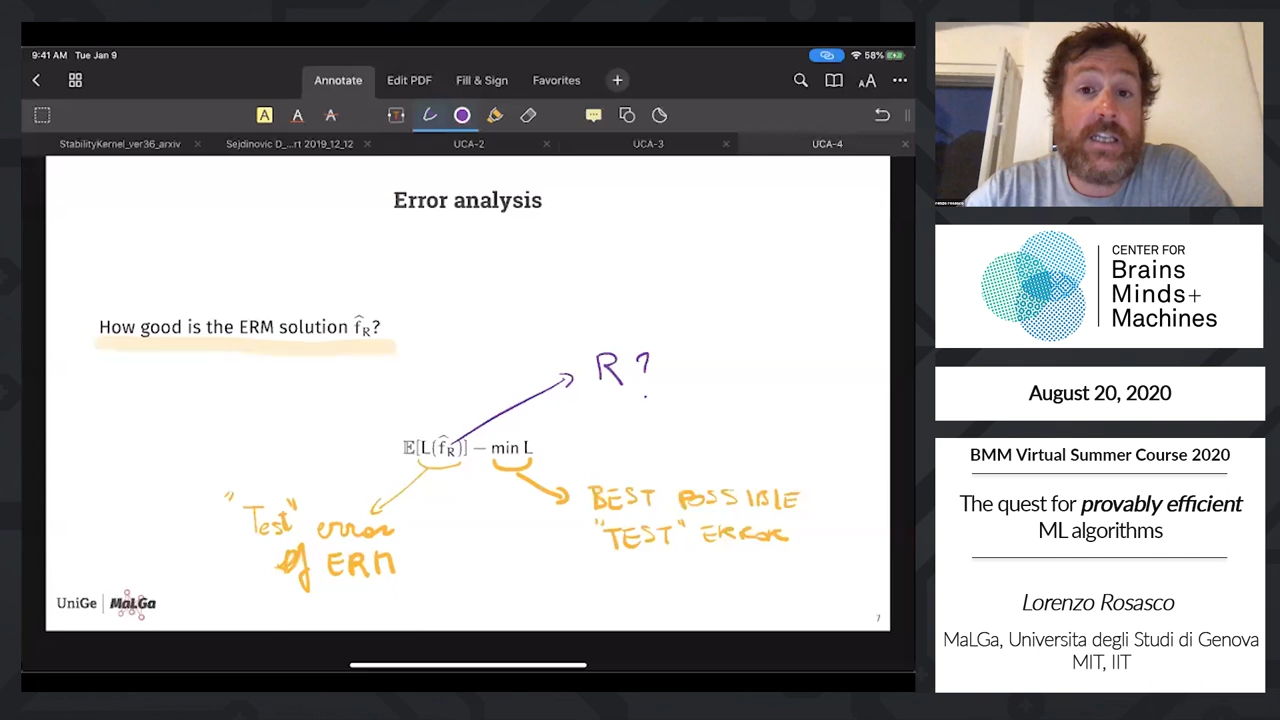 9:41 AM Tue Jan 9
58%
Annotate Edit PDF Fill & Sign Favorites +
StabilityKernel_ver36_arxiv × Sejdinovic D_...rt 2019_12_12 × UCA-2 × UCA-3 × UCA-4 ×
Error analysis
How good is the ERM solution f̂_R?
R?
𝔼[L(f̂_R)] − min L
"Test" error
of ERM
BEST POSSIBLE
"TEST" ERROR
UniGe | MaLGa
7
CENTER FOR
Brains
Minds+
Machines
August 20, 2020
BMM Virtual Summer Course 2020
The quest for provably efficient
ML algorithms
Lorenzo Rosasco
MaLGa, Universita degli Studi di Genova
MIT, IIT